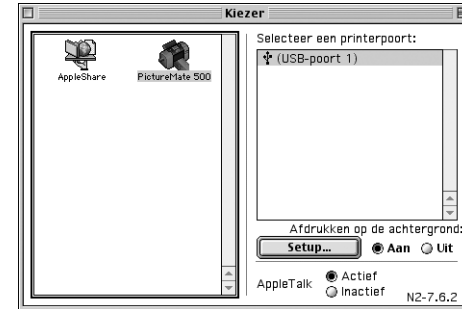 Kiezer
AppleShare
PictureMate 500
Selecteer een printerpoort:
(USB-poort 1)
Afdrukken op de achtergrond:
Setup...
Aan
Uit
AppleTalk
Actief
Inactief
N2-7.6.2